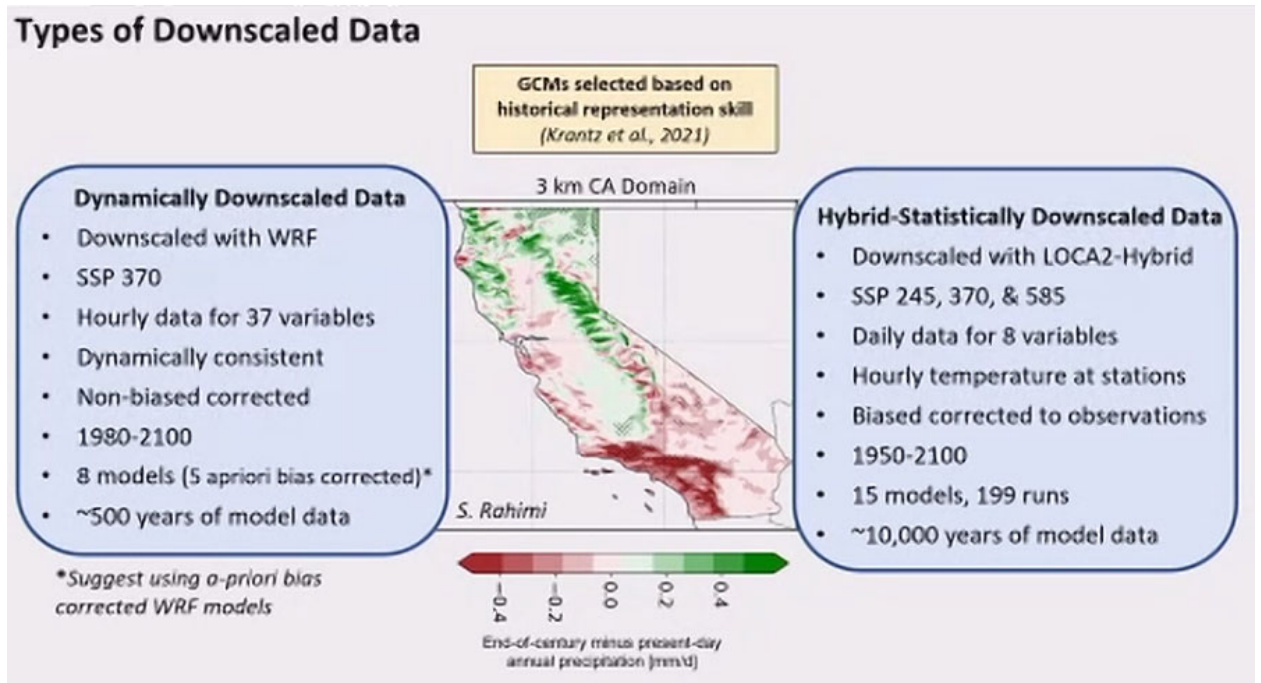 Types of Downscaled Data
GCMs selected based on
historical representation skill
(Krantz et al., 2021)
Dynamically Downscaled Data
• Downscaled with WRF
• SSP 370
• Hourly data for 37 variables
• Dynamically consistent
• Non-biased corrected
• 1980-2100
• 8 models (5 apriori bias corrected)*
• ~500 years of model data
*Suggest using a-priori bias
corrected WRF models
3 km CA Domain
S. Rahimi
−0.4
−0.2
0.0
0.2
0.4
End-of-century minus present-day
annual precipitation [mm/d]
Hybrid-Statistically Downscaled Data
• Downscaled with LOCA2-Hybrid
• SSP 245, 370, & 585
• Daily data for 8 variables
• Hourly temperature at stations
• Biased corrected to observations
• 1950-2100
• 15 models, 199 runs
• ~10,000 years of model data